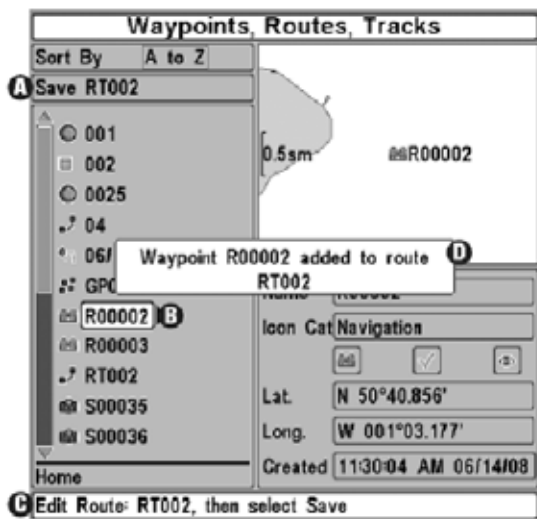 Waypoints, Routes, Tracks
Sort By A to Z
A Save RT002
001
002
0025
04
06/
GPO
R00002 B
R00003
RT002
S00035
S00036
Home
0.5sm
R00002
Waypoint R00002 added to route
RT002
D
Name R00002
Icon Cat Navigation
Lat. N 50°40.856'
Long. W 001°03.177'
Created 11:30:04 AM 06/14/08
C Edit Route: RT002, then select Save